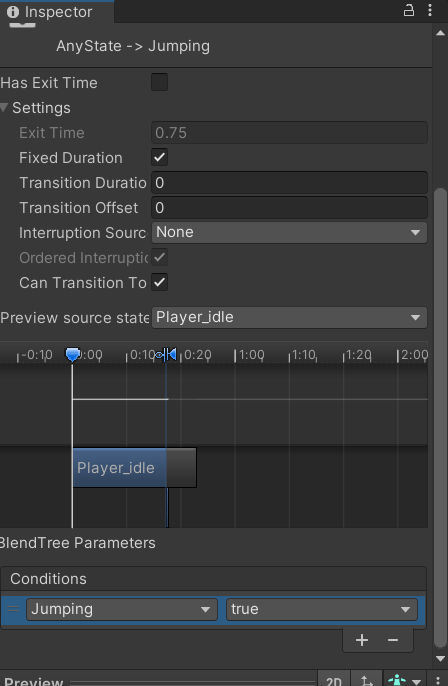 Inspector
AnyState -> Jumping
Has Exit Time
Settings
Exit Time 0.75
Fixed Duration
Transition Duratio 0
Transition Offset 0
Interruption Sourc None
Ordered Interruptio
Can Transition To
Preview source state Player_idle
-0:10 0:00 0:10 0:20 1:00 1:10 1:20 2:00
Player_idle
BlendTree Parameters
Conditions
Jumping true
+ −
Preview 2D